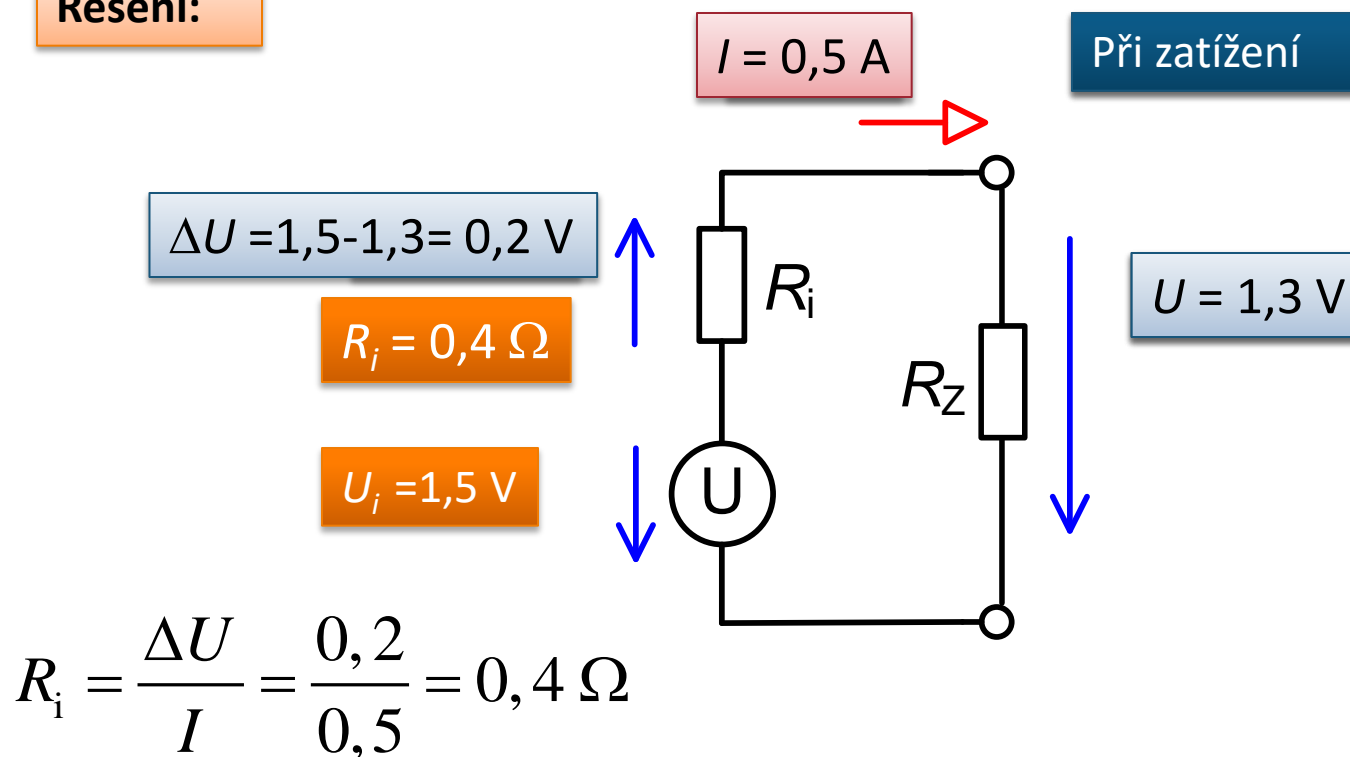 Řešení:
I = 0,5 A
Při zatížení
ΔU =1,5-1,3= 0,2 V
Ri
U = 1,3 V
Ri = 0,4 Ω
RZ
Ui =1,5 V
U
Ri = ΔU / I = 0,2 / 0,5 = 0,4 Ω